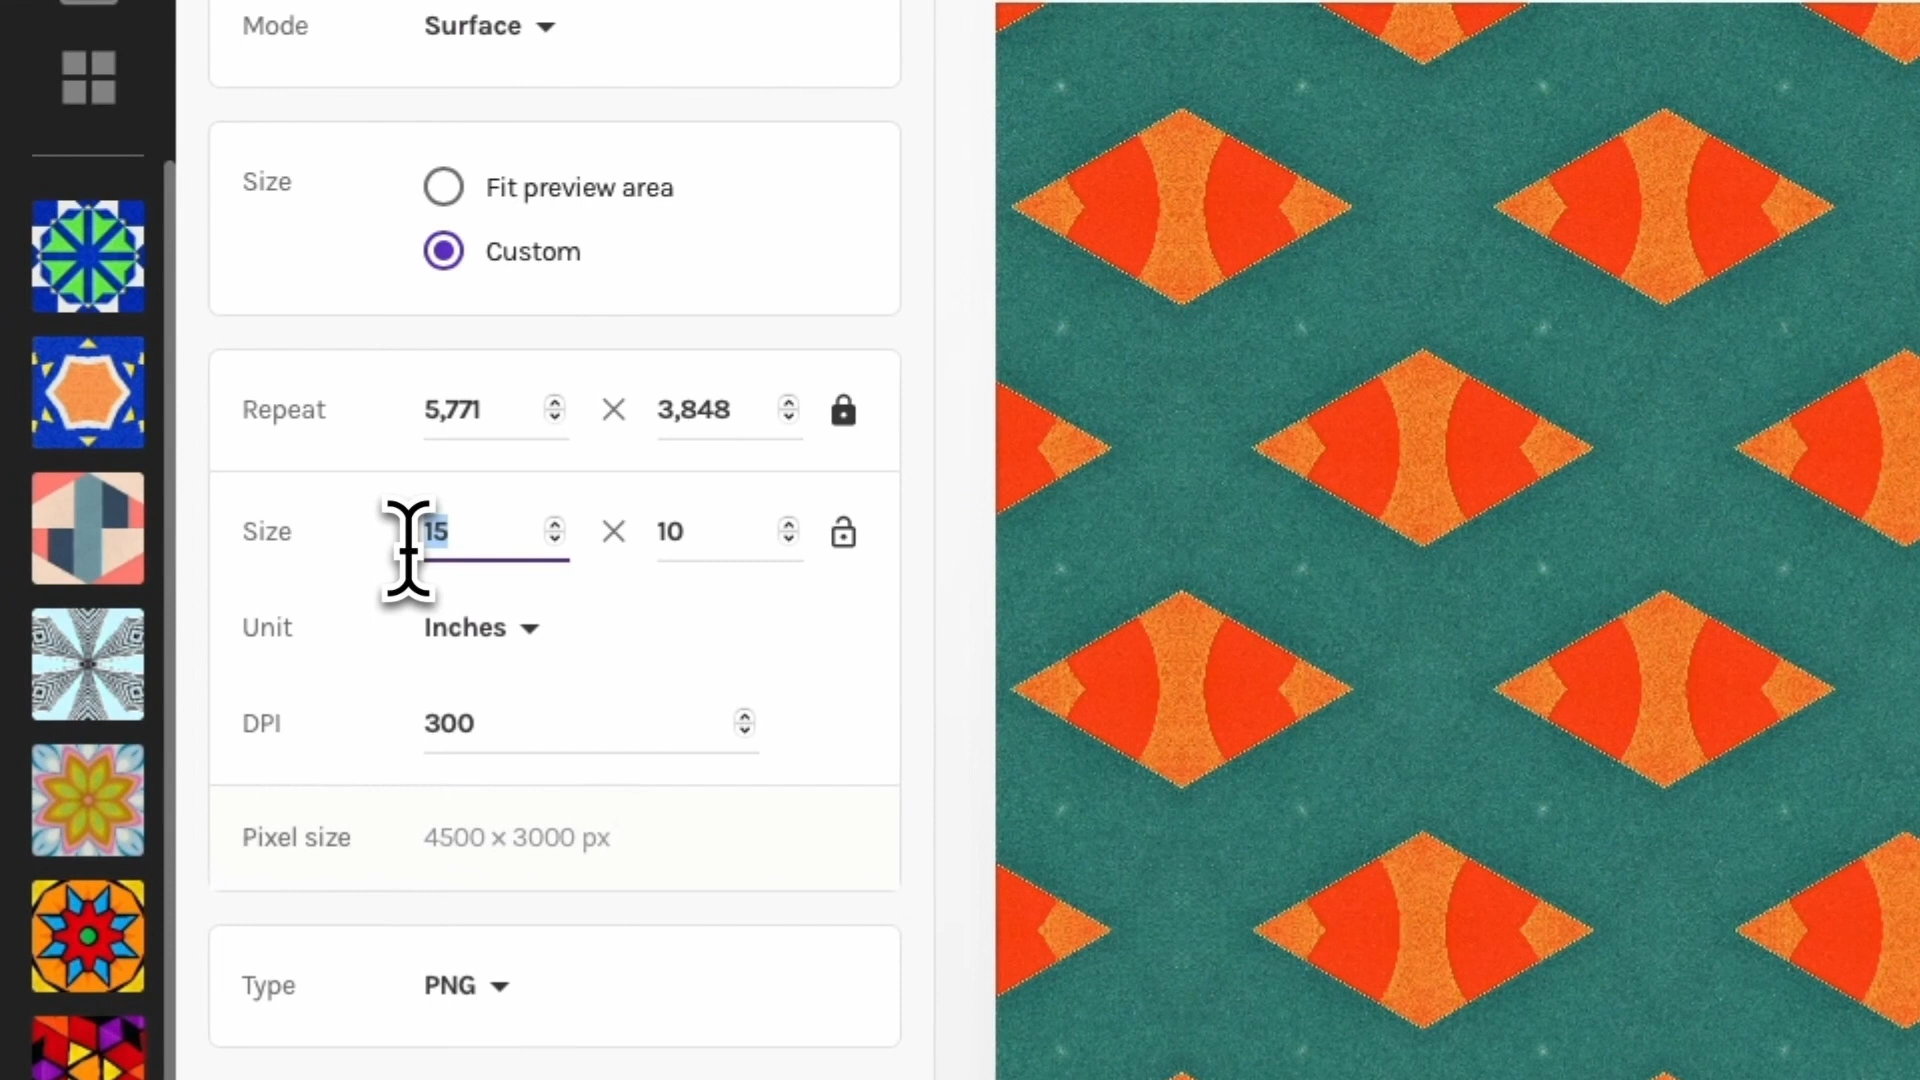 Mode Surface
Size Fit preview area
Custom
Repeat 5,771 3,848
Size 15 10
Unit Inches
DPI 300
Pixel size 4500 x 3000 px
Type PNG